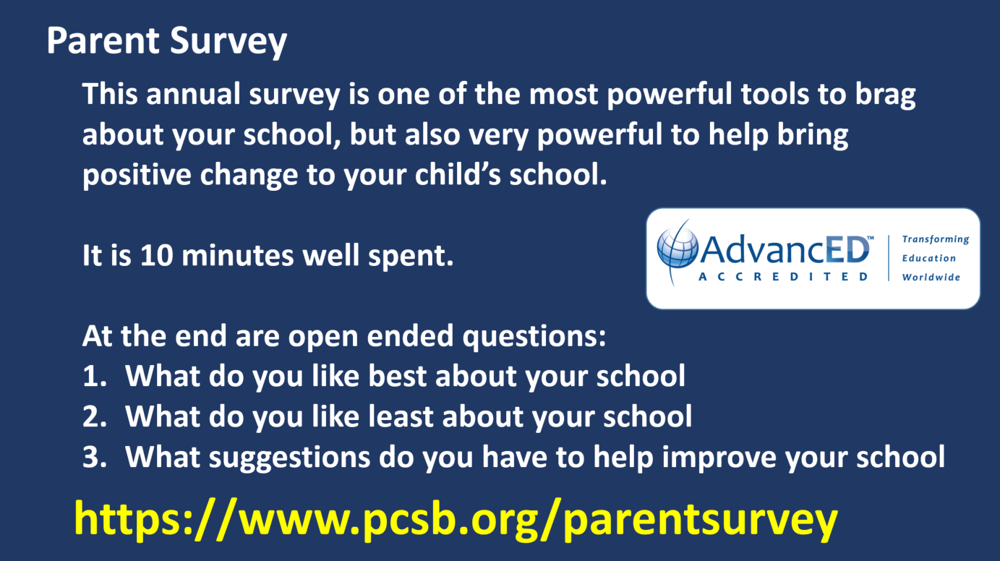 Parent Survey
This annual survey is one of the most powerful tools to brag
about your school, but also very powerful to help bring
positive change to your child’s school.
It is 10 minutes well spent.
AdvancED™
ACCREDITED
Transforming
Education
Worldwide
At the end are open ended questions:
1. What do you like best about your school
2. What do you like least about your school
3. What suggestions do you have to help improve your school
https://www.pcsb.org/parentsurvey